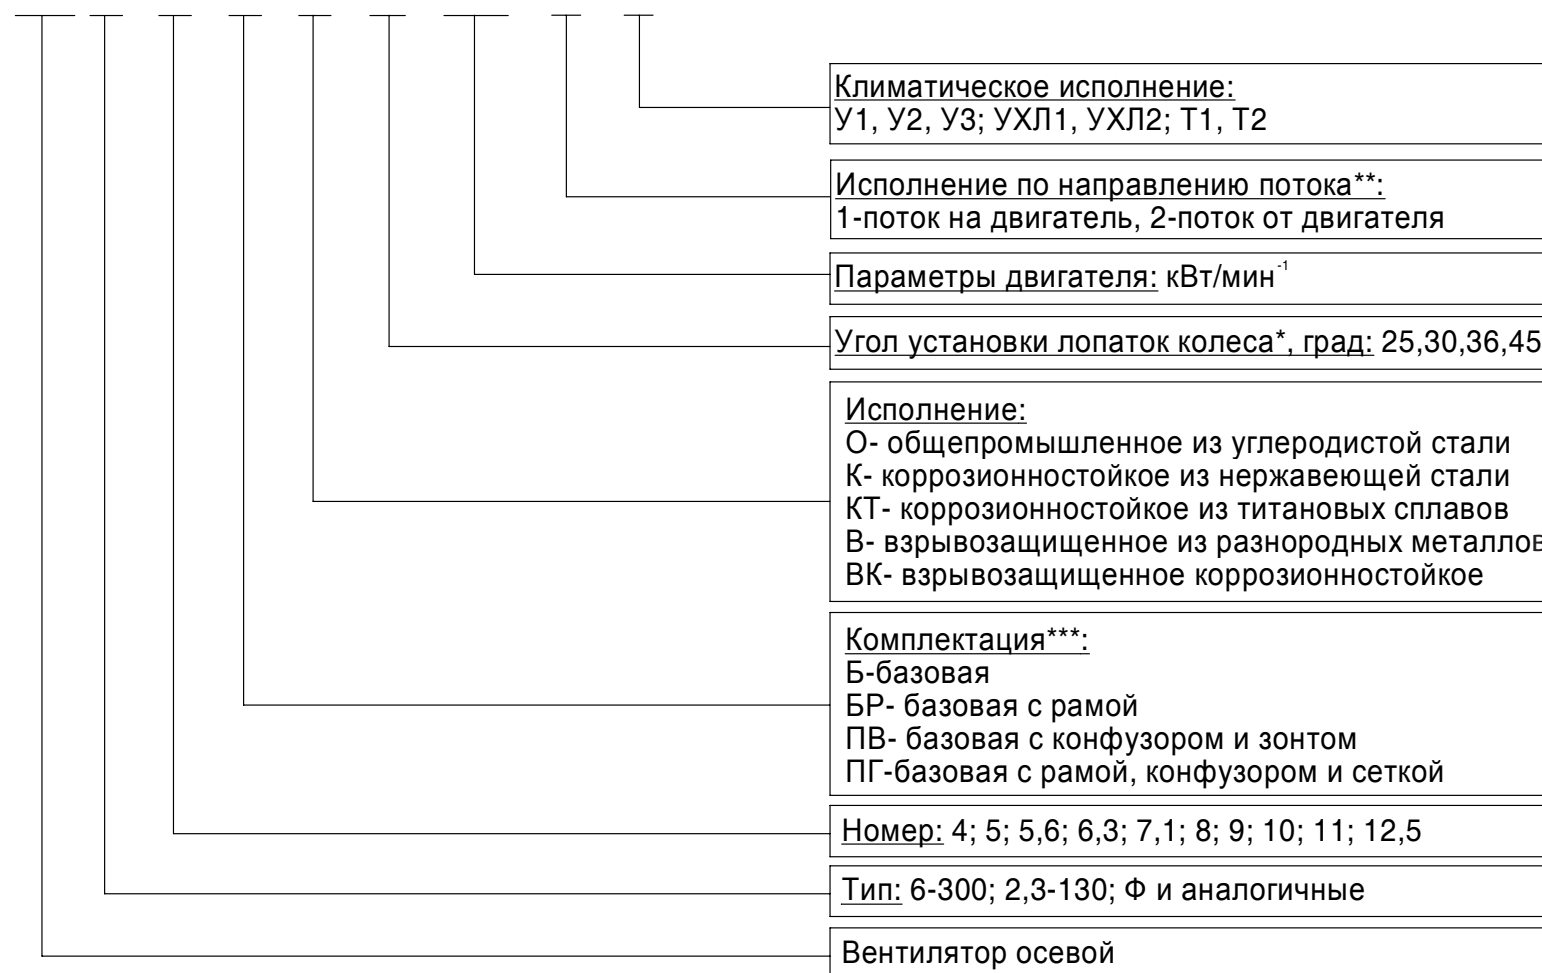 Климатическое исполнение:
У1, У2, У3; УХЛ1, УХЛ2; Т1, Т2
Исполнение по направлению потока**:
1-поток на двигатель, 2-поток от двигателя
Параметры двигателя: кВт/мин⁻¹
Угол установки лопаток колеса*, град: 25,30,36,45
Исполнение:
О- общепромышленное из углеродистой стали
К- коррозионностойкое из нержавеющей стали
КТ- коррозионностойкое из титановых сплавов
В- взрывозащищенное из разнородных металлов
ВК- взрывозащищенное коррозионностойкое
Комплектация***:
Б-базовая
БР- базовая с рамой
ПВ- базовая с конфузором и зонтом
ПГ-базовая с рамой, конфузором и сеткой
Номер: 4; 5; 5,6; 6,3; 7,1; 8; 9; 10; 11; 12,5
Тип: 6-300; 2,3-130; Ф и аналогичные
Вентилятор осевой